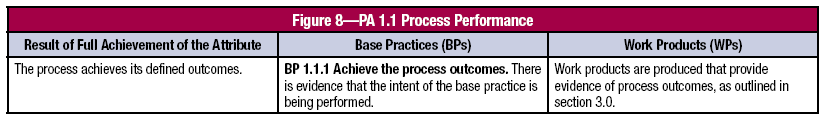 Figure 8—PA 1.1 Process Performance
Result of Full Achievement of the Attribute
Base Practices (BPs)
Work Products (WPs)
The process achieves its defined outcomes.
BP 1.1.1 Achieve the process outcomes. There
is evidence that the intent of the base practice is
being performed.
Work products are produced that provide
evidence of process outcomes, as outlined in
section 3.0.